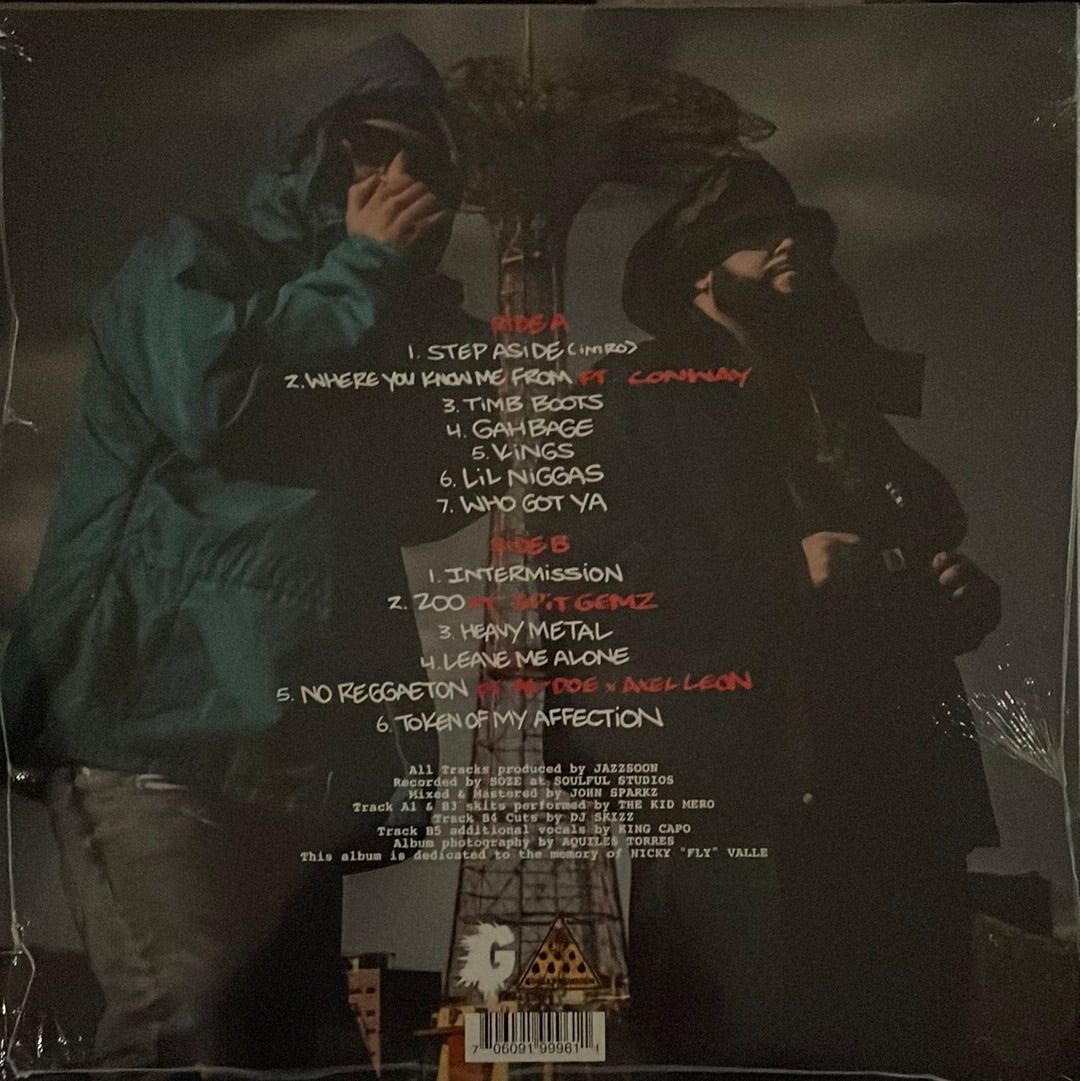 SIDE A
1. STEP ASIDE (iNTRO)
2. WHERE YOU KNOW ME FROM FT CONWAY
3. TiMB BOOTS
4. GAHBAGE
5. KiNGS
6. LiL NiGGAS
7. WHO GOT YA
SiDE B
1. INTERMiSSiON
2. ZOO FT SPiT GEMZ
3. HEAVY METAL
4. LEAVE ME ALONE
5. NO REGGAETON FT DOE x AXEL LEON
6. TOKEN OF MY AFFECTiON
All Tracks produced by JAZZSOON
Recorded by SOZE at SOULFUL STUDIOS
Mixed & Mastered by JOHN SPARKZ
Track A1 & B3 skits performed by THE KID MERO
Track B4 Cuts by DJ SKIZZ
Track B5 additional vocals by KING CAPO
Album photography by AQUILES TORRES
This album is dedicated to the memory of NICKY "FLY" VALLE
G
7 06091 99961 1